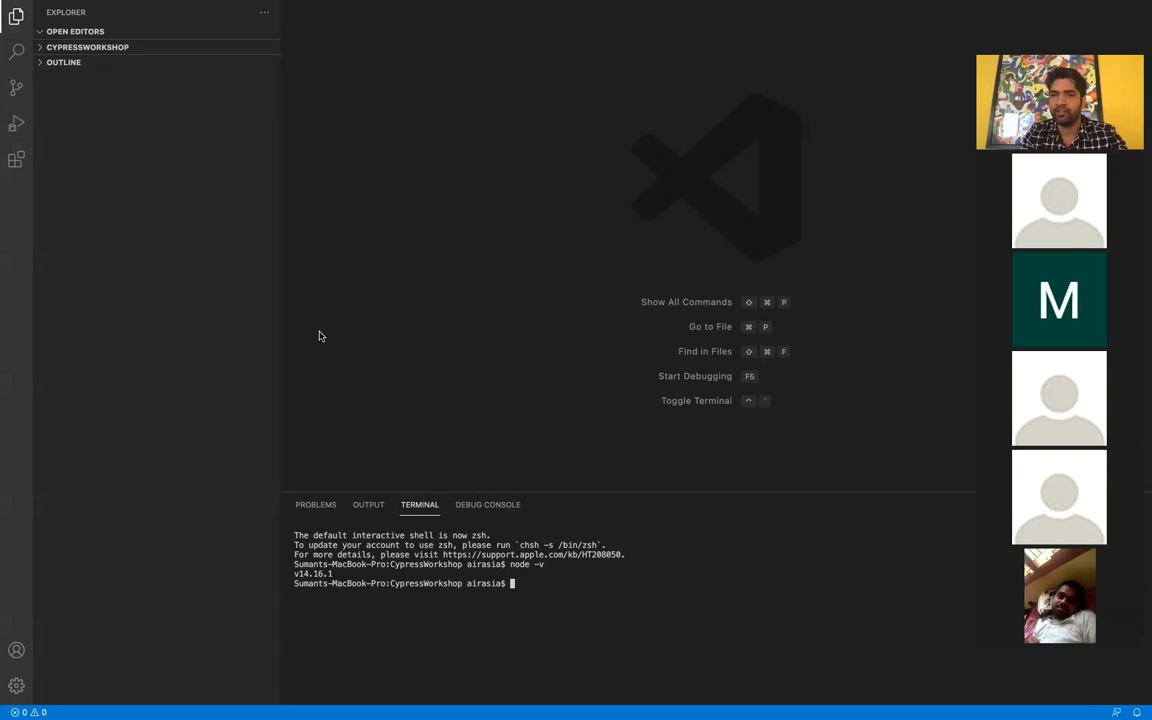 EXPLORER
OPEN EDITORS
CYPRESSWORKSHOP
OUTLINE
M
Show All Commands ⇧ ⌘ P
Go to File ⌘ P
Find in Files ⇧ ⌘ F
Start Debugging F5
Toggle Terminal ^ `
PROBLEMS OUTPUT TERMINAL DEBUG CONSOLE
The default interactive shell is now zsh.
To update your account to use zsh, please run `chsh -s /bin/zsh`.
For more details, please visit https://support.apple.com/kb/HT208050.
Sumants-MacBook-Pro:CypressWorkshop airasia$ node -v
v14.16.1
Sumants-MacBook-Pro:CypressWorkshop airasia$
0 0